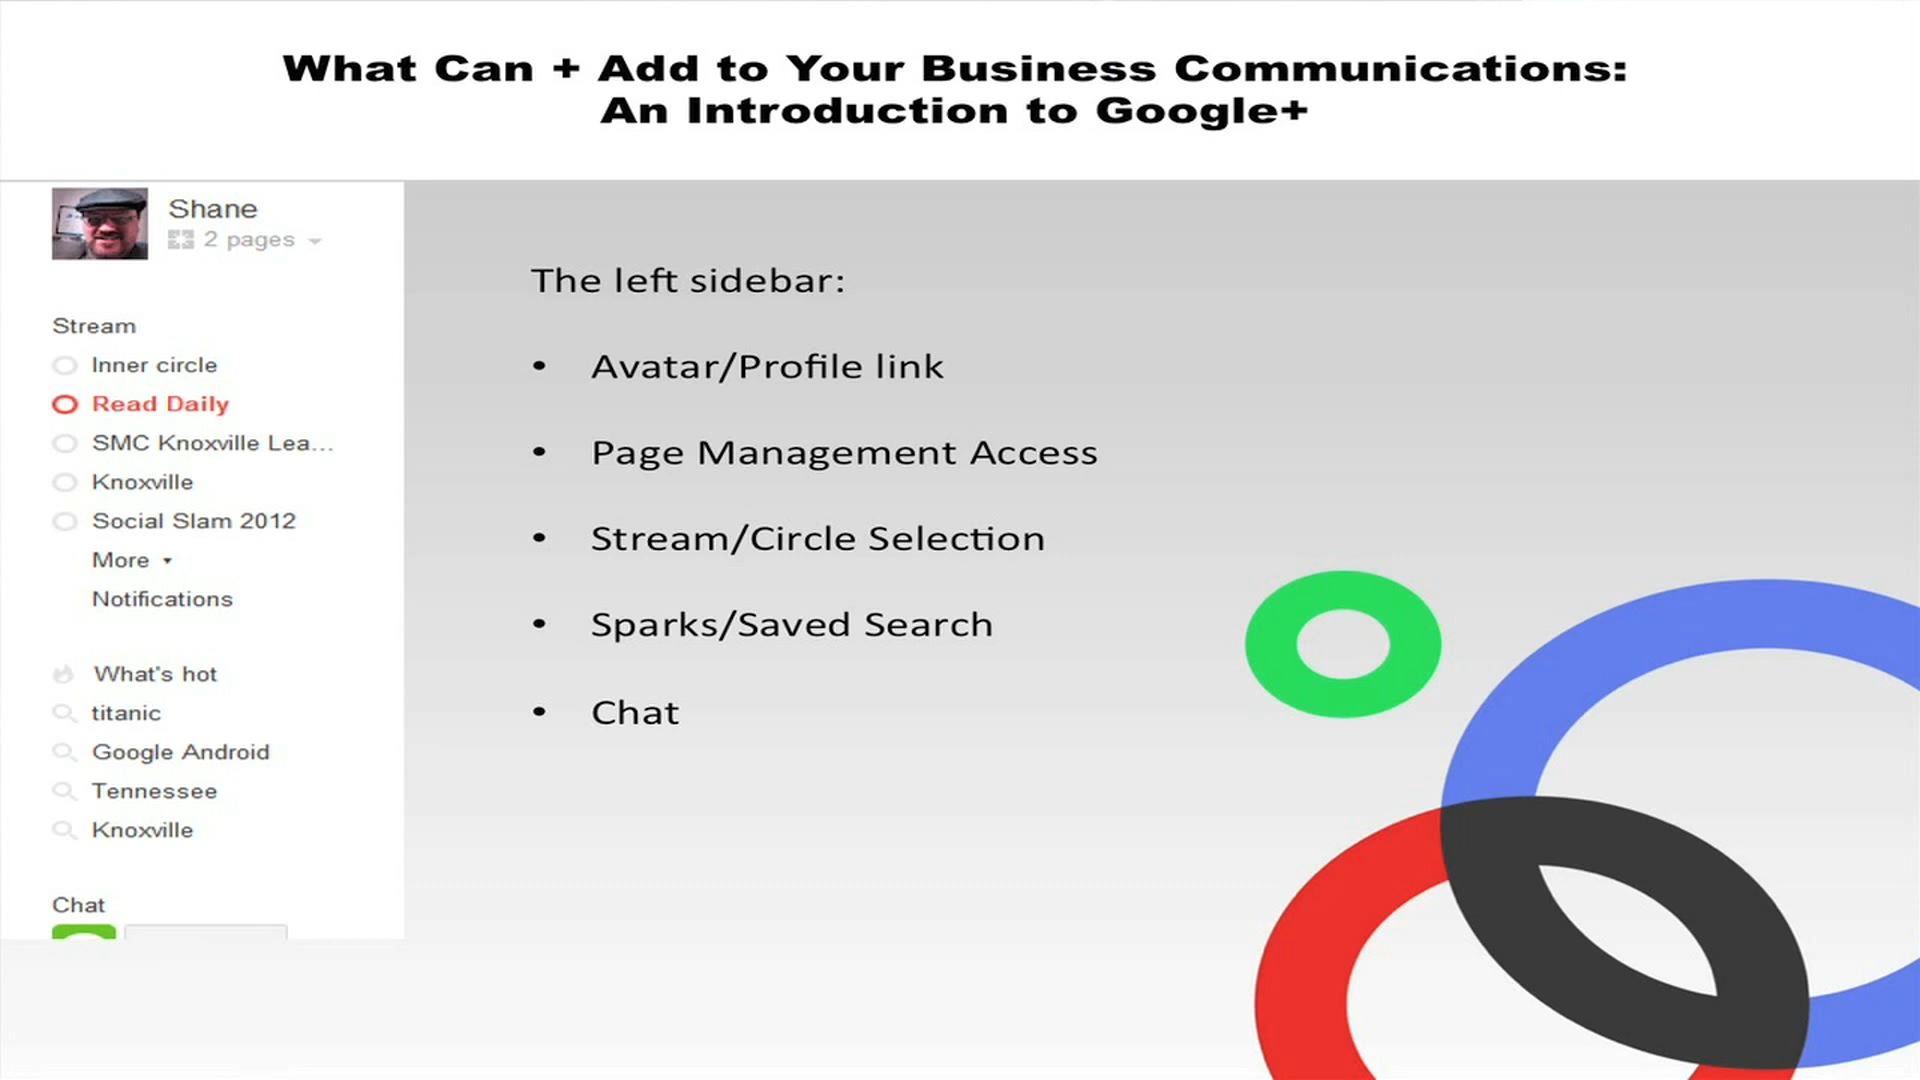 What Can + Add to Your Business Communications:
An Introduction to Google+
Shane
2 pages
Stream
Inner circle
Read Daily
SMC Knoxville Lea...
Knoxville
Social Slam 2012
More
Notifications
What's hot
titanic
Google Android
Tennessee
Knoxville
Chat
The left sidebar:
• Avatar/Profile link
• Page Management Access
• Stream/Circle Selection
• Sparks/Saved Search
• Chat